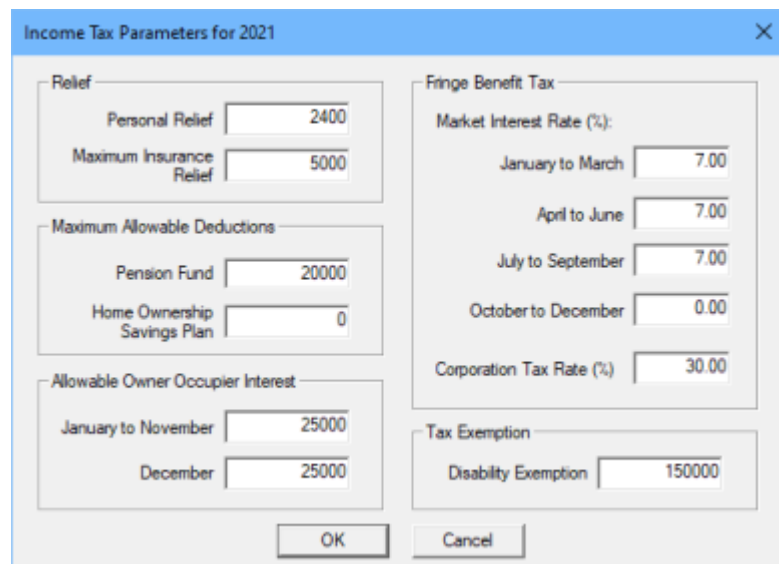 Income Tax Parameters for 2021
Relief
Personal Relief 2400
Maximum Insurance
Relief 5000
Maximum Allowable Deductions
Pension Fund 20000
Home Ownership
Savings Plan 0
Allowable Owner Occupier Interest
January to November 25000
December 25000
Fringe Benefit Tax
Market Interest Rate (%):
January to March 7.00
April to June 7.00
July to September 7.00
October to December 0.00
Corporation Tax Rate (%) 30.00
Tax Exemption
Disability Exemption 150000
OK
Cancel